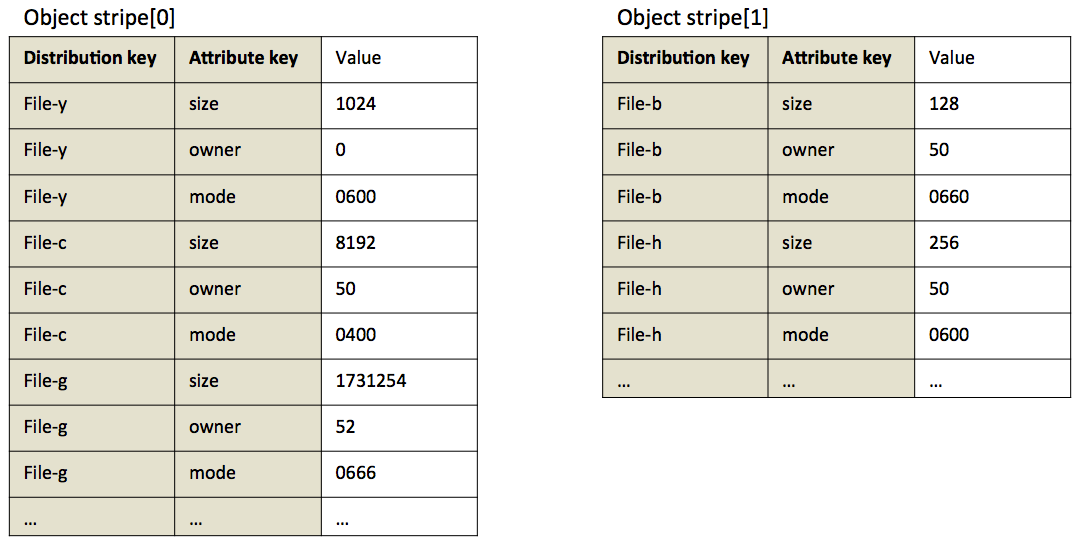 Object stripe[0]
Distribution key Attribute key Value
File-y size 1024
File-y owner 0
File-y mode 0600
File-c size 8192
File-c owner 50
File-c mode 0400
File-g size 1731254
File-g owner 52
File-g mode 0666
... ... ...
Object stripe[1]
Distribution key Attribute key Value
File-b size 128
File-b owner 50
File-b mode 0660
File-h size 256
File-h owner 50
File-h mode 0600
... ... ...